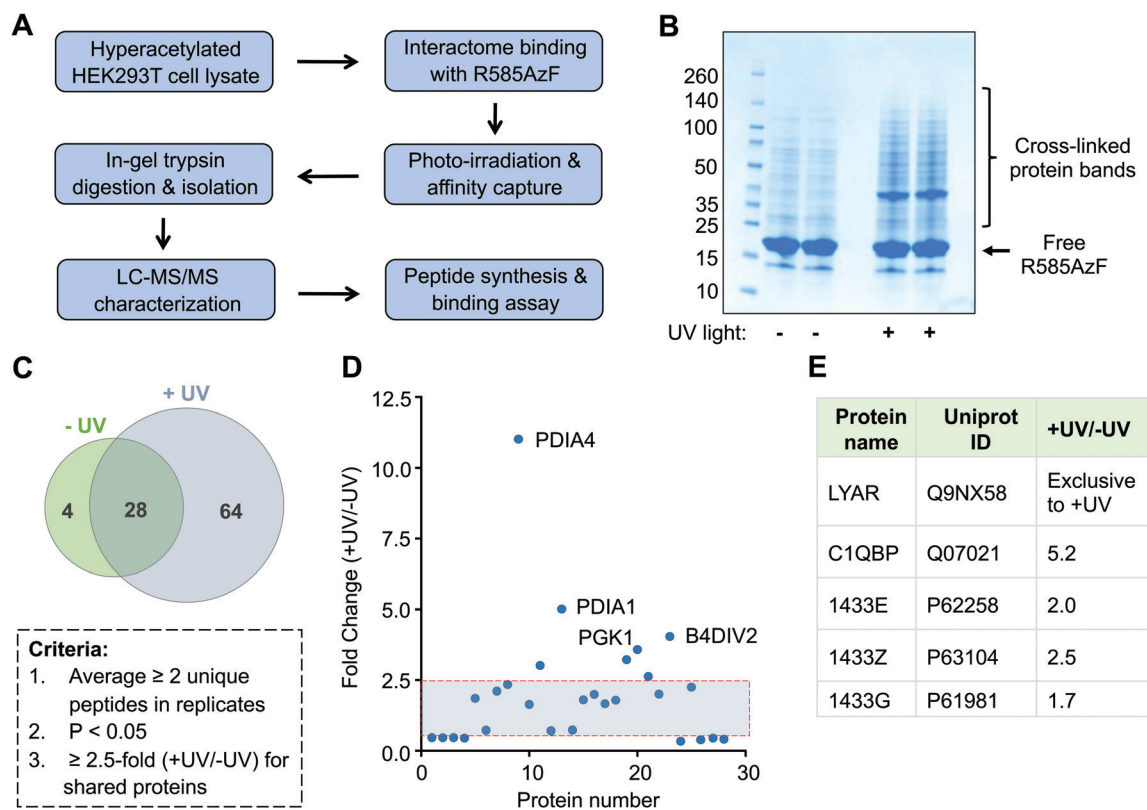 A
Hyperacetylated
HEK293T cell lysate
Interactome binding
with R585AzF
In-gel trypsin
digestion & isolation
Photo-irradiation &
affinity capture
LC-MS/MS
characterization
Peptide synthesis &
binding assay
B
260
140
100
50
35
25
15
10
Cross-linked
protein bands
Free
R585AzF
UV light: - - + +
C
+ UV
- UV
4 28 64
Criteria:
1. Average ≥ 2 unique
peptides in replicates
2. P < 0.05
3. ≥ 2.5-fold (+UV/-UV) for
shared proteins
D
Fold Change (+UV/-UV)
12.5
10.0
7.5
5.0
2.5
0.0
PDIA4
PDIA1
PGK1
B4DIV2
0 10 20 30
Protein number
E
Protein name Uniprot ID +UV/-UV
LYAR Q9NX58 Exclusive to +UV
C1QBP Q07021 5.2
1433E P62258 2.0
1433Z P63104 2.5
1433G P61981 1.7